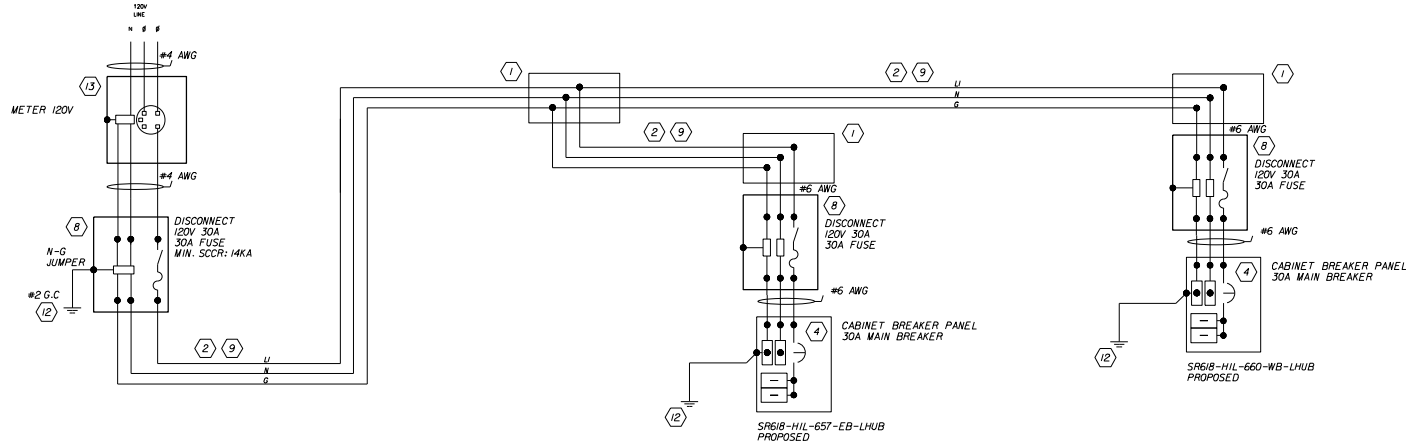 120V
LINE
N Ø Ø
#4 AWG
13
METER 120V
#4 AWG
8
DISCONNECT
120V 30A
30A FUSE
MIN. SCCR: 14KA
N-G
JUMPER
#2 G.C
12
2 9
L1
N
G
1
2 9
L1
N
G
1
2 9
1
#6 AWG
8
DISCONNECT
120V 30A
30A FUSE
#6 AWG
4
CABINET BREAKER PANEL
30A MAIN BREAKER
12
SR618-HIL-657-EB-LHUB
PROPOSED
#6 AWG
8
DISCONNECT
120V 30A
30A FUSE
#6 AWG
4
CABINET BREAKER PANEL
30A MAIN BREAKER
12
SR618-HIL-660-WB-LHUB
PROPOSED